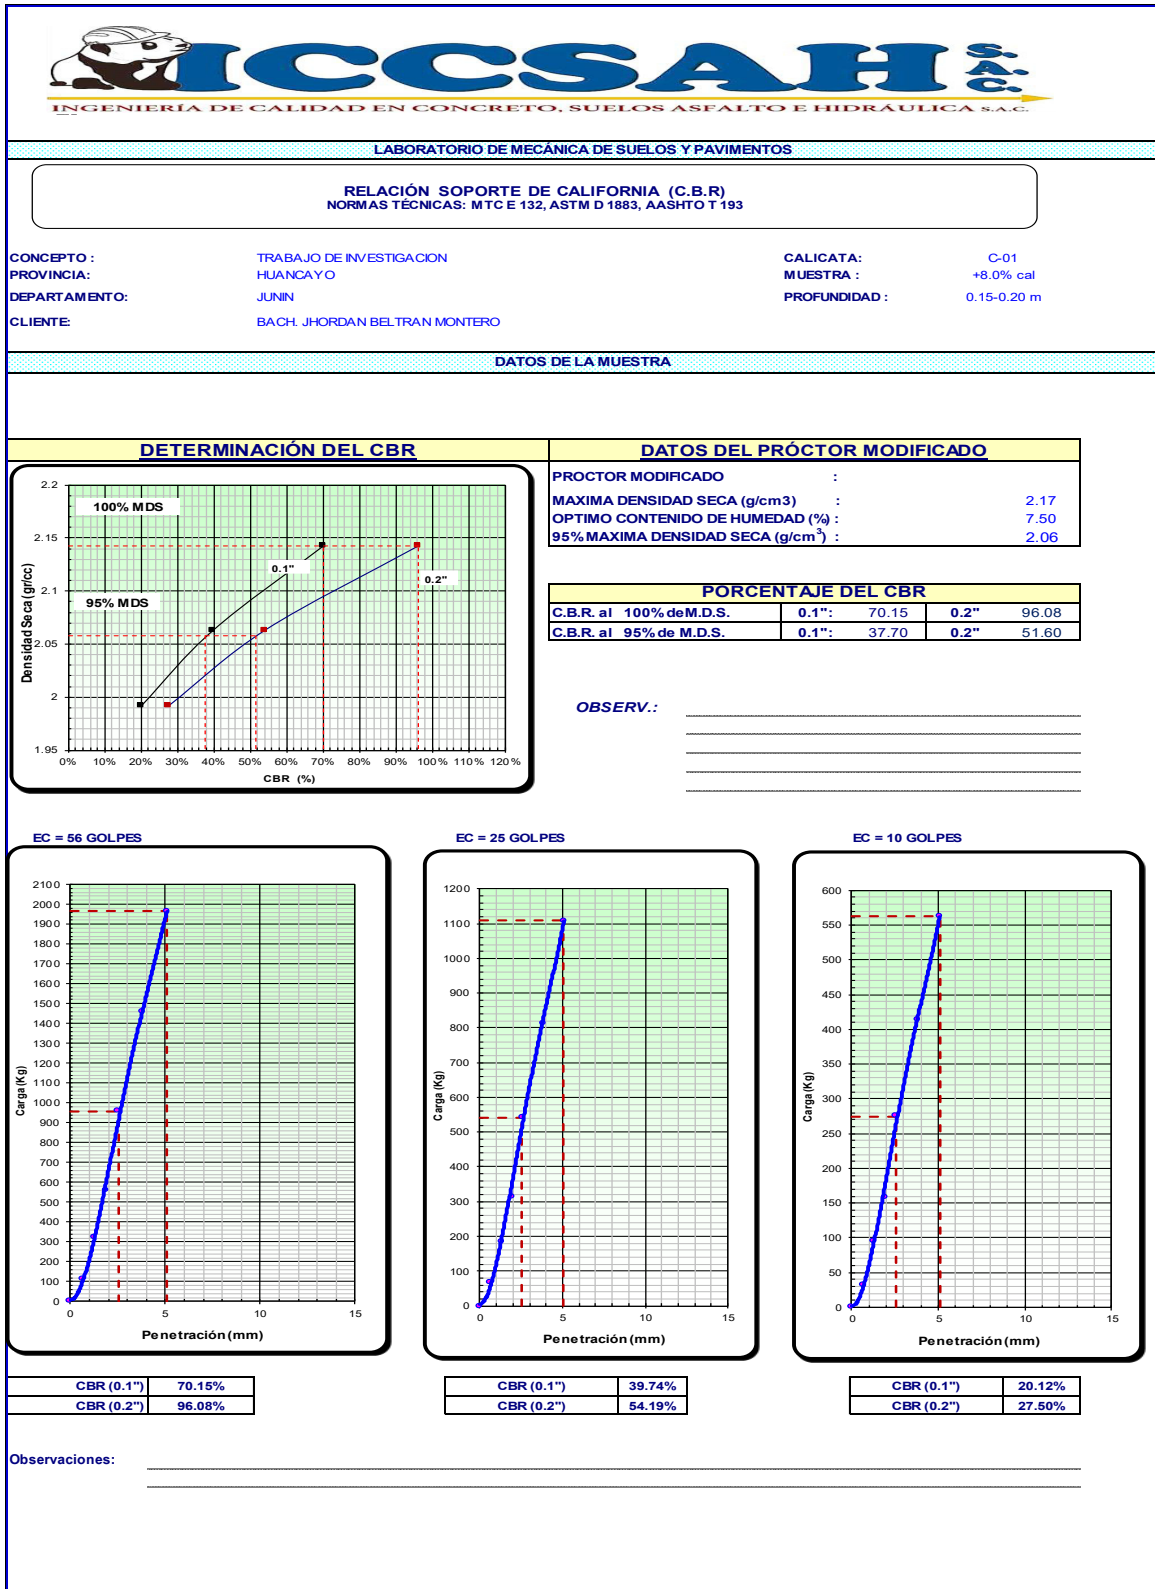 ICCSAH S.A.C.
INGENIERÍA DE CALIDAD EN CONCRETO, SUELOS ASFALTO E HIDRÁULICA S.A.C.
LABORATORIO DE MECÁNICA DE SUELOS Y PAVIMENTOS
RELACIÓN SOPORTE DE CALIFORNIA (C.B.R)
NORMAS TÉCNICAS: MTC E 132, ASTM D 1883, AASHTO T 193
CONCEPTO : TRABAJO DE INVESTIGACION CALICATA: C-01
PROVINCIA: HUANCAYO MUESTRA : +8.0% cal
DEPARTAMENTO: JUNIN PROFUNDIDAD : 0.15-0.20 m
CLIENTE: BACH. JHORDAN BELTRAN MONTERO
DATOS DE LA MUESTRA
DETERMINACIÓN DEL CBR
2.2
2.15
2.1
2.05
2
1.95
Densidad Seca (gr/cc)
100% MDS
95% MDS
0.1"
0.2"
0% 10% 20% 30% 40% 50% 60% 70% 80% 90% 100% 110% 120%
CBR (%)
DATOS DEL PRÓCTOR MODIFICADO
PROCTOR MODIFICADO :
MAXIMA DENSIDAD SECA (g/cm3) : 2.17
OPTIMO CONTENIDO DE HUMEDAD (%) : 7.50
95% MAXIMA DENSIDAD SECA (g/cm³) : 2.06
PORCENTAJE DEL CBR
C.B.R. al 100% de M.D.S. 0.1": 70.15 0.2" 96.08
C.B.R. al 95% de M.D.S. 0.1": 37.70 0.2" 51.60
OBSERV.:
EC = 56 GOLPES
2100
2000
1900
1800
1700
1600
1500
1400
1300
1200
1100
1000
900
800
700
600
500
400
300
200
100
0
Carga (Kg)
0 5 10 15
Penetración (mm)
CBR (0.1") 70.15%
CBR (0.2") 96.08%
EC = 25 GOLPES
1200
1100
1000
900
800
700
600
500
400
300
200
100
0
Carga (Kg)
0 5 10 15
Penetración (mm)
CBR (0.1") 39.74%
CBR (0.2") 54.19%
EC = 10 GOLPES
600
550
500
450
400
350
300
250
200
150
100
50
0
Carga (Kg)
0 5 10 15
Penetración (mm)
CBR (0.1") 20.12%
CBR (0.2") 27.50%
Observaciones: